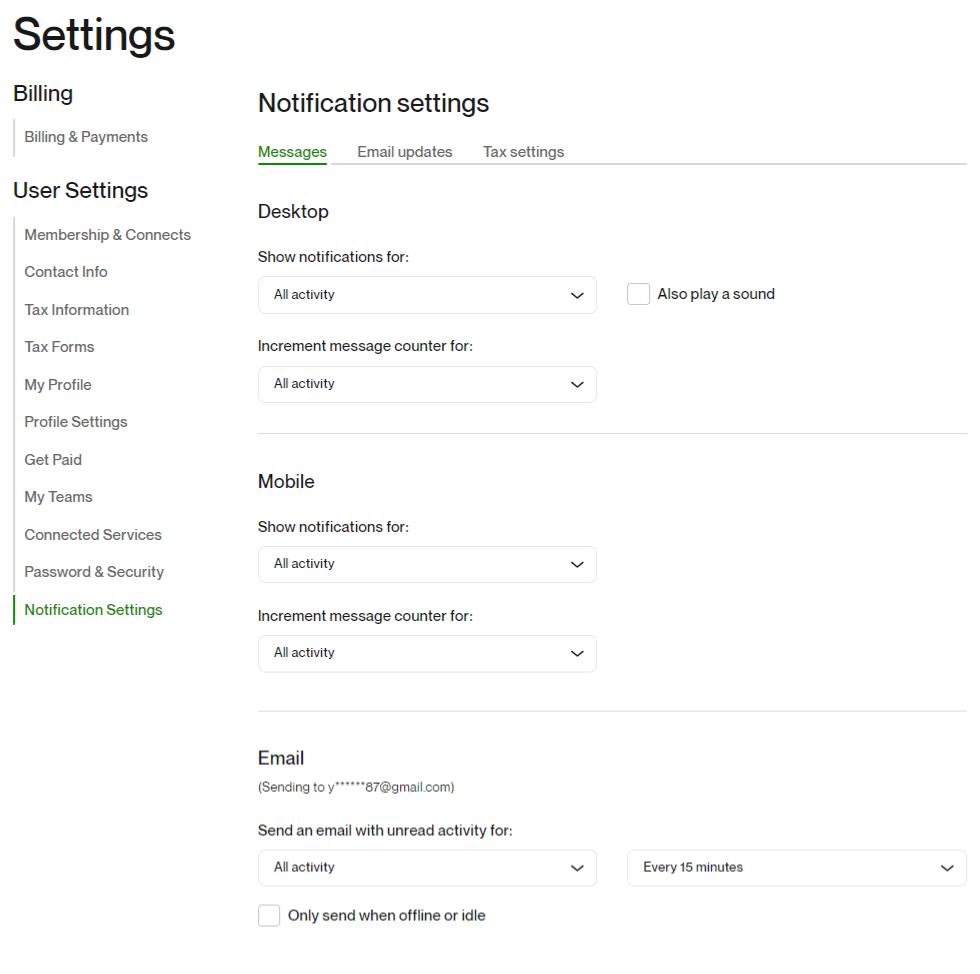 Settings
Billing
Billing & Payments
User Settings
Membership & Connects
Contact Info
Tax Information
Tax Forms
My Profile
Profile Settings
Get Paid
My Teams
Connected Services
Password & Security
Notification Settings
Notification settings
Messages Email updates Tax settings
Desktop
Show notifications for:
All activity Also play a sound
Increment message counter for:
All activity
Mobile
Show notifications for:
All activity
Increment message counter for:
All activity
Email
(Sending to y******87@gmail.com)
Send an email with unread activity for:
All activity Every 15 minutes
Only send when offline or idle